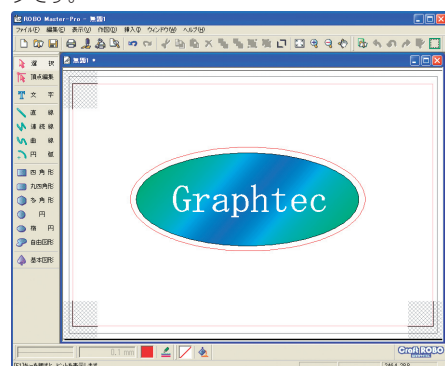 ROBO Master-Pro - 無題1
ファイル(F) 編集(E) 表示(V) 作図(D) 挿入(I) ウィンドウ(W) ヘルプ(H)
無題1 *
選 択
頂点編集
文 字
直 線
連 続 線
曲 線
円 弧
四 角 形
丸四角形
多 角 形
円
楕 円
自由図形
基本図形
Graphtec
0.1 mm
Craft ROBO